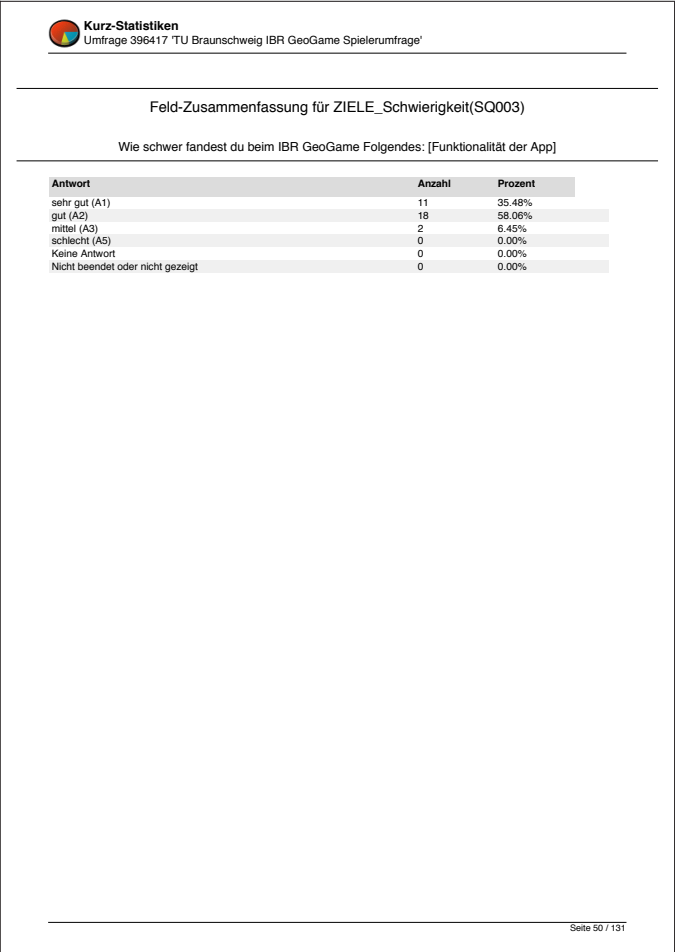 Kurz-Statistiken
Umfrage 396417 'TU Braunschweig IBR GeoGame Spielerumfrage'
Feld-Zusammenfassung für ZIELE_Schwierigkeit(SQ003)
Wie schwer fandest du beim IBR GeoGame Folgendes: [Funktionalität der App]
Antwort Anzahl Prozent
sehr gut (A1) 11 35.48%
gut (A2) 18 58.06%
mittel (A3) 2 6.45%
schlecht (A5) 0 0.00%
Keine Antwort 0 0.00%
Nicht beendet oder nicht gezeigt 0 0.00%
Seite 50 / 131